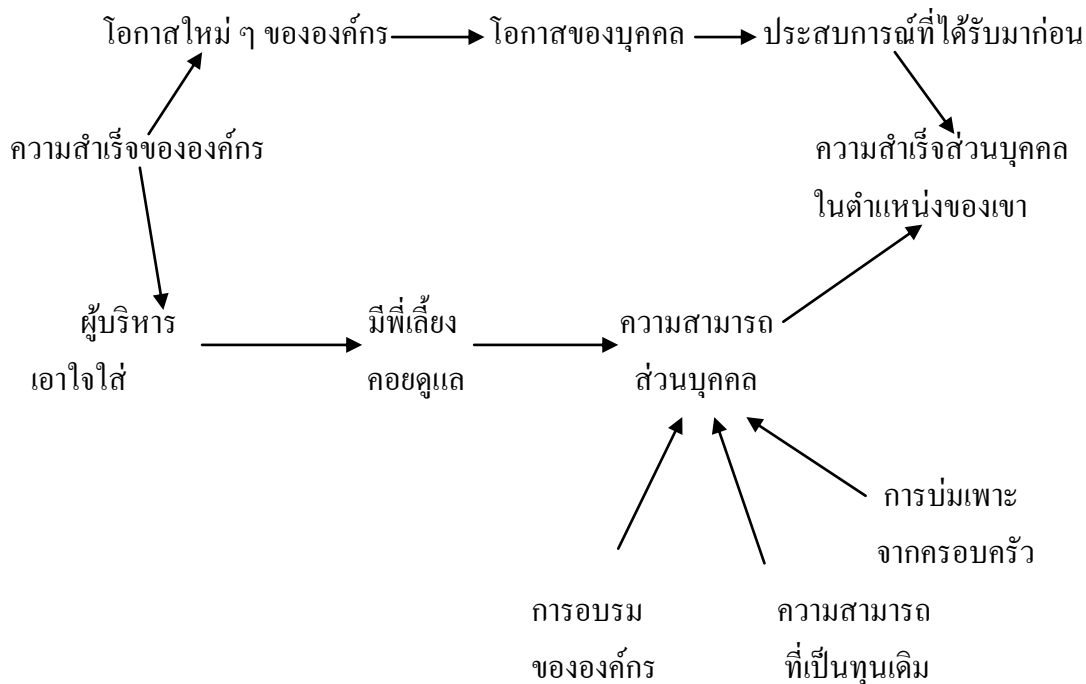 โอกาสใหม่ ๆ ขององค์กร โอกาสของบุคคล ประสบการณ์ที่ได้รับมาก่อน
ความสำเร็จขององค์กร ความสำเร็จส่วนบุคคล
ในตำแหน่งของเขา
ผู้บริหาร มีพี่เลี้ยง ความสามารถ
เอาใจใส่ คอยดูแล ส่วนบุคคล
การบ่มเพาะ
จากครอบครัว
การอบรม ความสามารถ
ขององค์กร ที่เป็นทุนเดิม